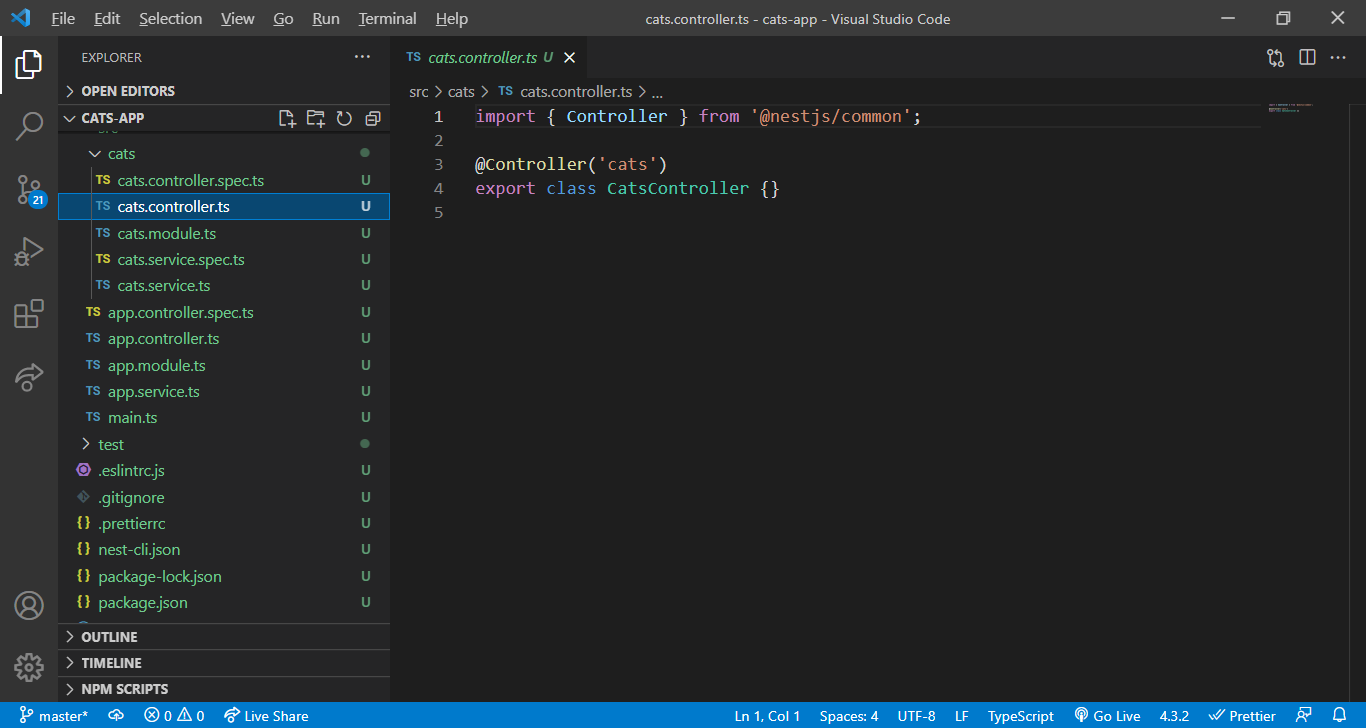 File Edit Selection View Go Run Terminal Help
cats.controller.ts - cats-app - Visual Studio Code
EXPLORER
OPEN EDITORS
CATS-APP
src
cats
TS cats.controller.spec.ts U
TS cats.controller.ts U
TS cats.module.ts U
TS cats.service.spec.ts U
TS cats.service.ts U
TS app.controller.spec.ts U
TS app.controller.ts U
TS app.module.ts U
TS app.service.ts U
TS main.ts U
test
.eslintrc.js U
.gitignore U
{} .prettierrc U
{} nest-cli.json U
{} package-lock.json U
{} package.json U
OUTLINE
TIMELINE
NPM SCRIPTS
21
TS cats.controller.ts U
src > cats > TS cats.controller.ts > ...
1 import { Controller } from '@nestjs/common';
2
3 @Controller('cats')
4 export class CatsController {}
5
master* 0 0 Live Share
Ln 1, Col 1 Spaces: 4 UTF-8 LF TypeScript Go Live 4.3.2 Prettier